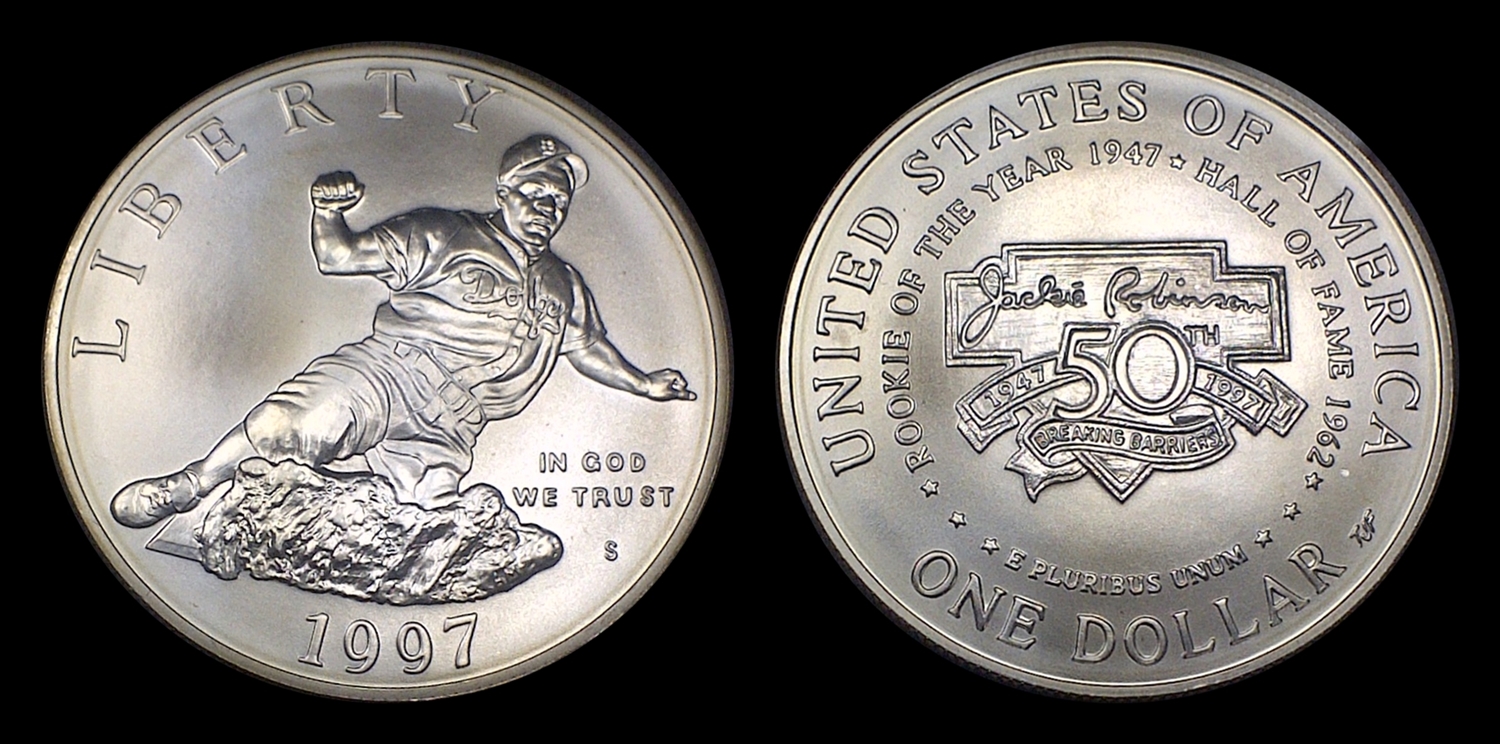 LIBERTY
Dodgers
IN GOD
WE TRUST
S
1997
UNITED STATES OF AMERICA
ROOKIE OF THE YEAR 1947 ★ HALL OF FAME 1962
Jackie Robinson
50TH
1947 1997
BREAKING BARRIERS
E PLURIBUS UNUM
ONE DOLLAR